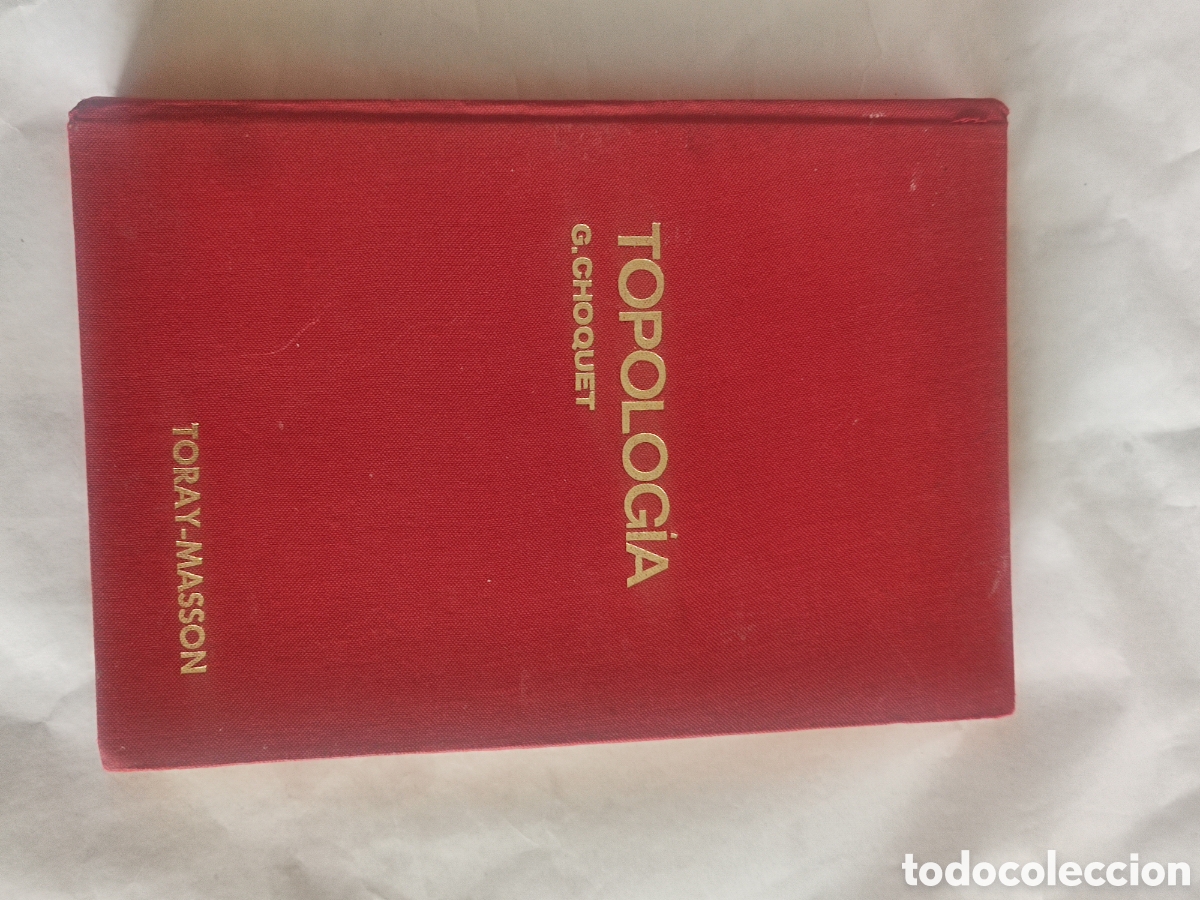 TOPOLOGÍA
G. CHOQUET
TORAY-MASSON
todocoleccion